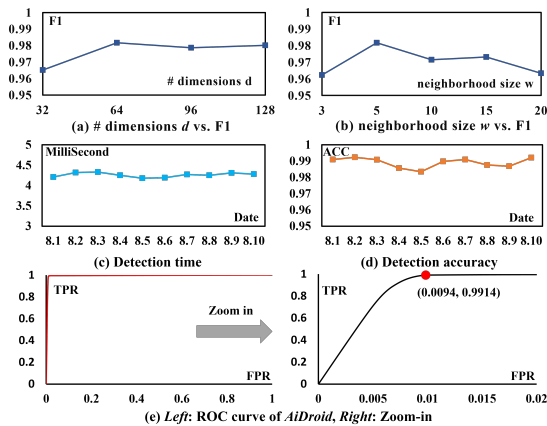 F1
1
0.99
0.98
0.97
0.96
0.95
# dimensions d
32 64 96 128
(a) # dimensions d vs. F1
F1
1
0.99
0.98
0.97
0.96
0.95
neighborhood size w
3 5 10 15 20
(b) neighborhood size w vs. F1
MilliSecond
5
4.5
4
3.5
3
Date
8.1 8.2 8.3 8.4 8.5 8.6 8.7 8.8 8.9 8.10
(c) Detection time
ACC
1
0.99
0.98
0.97
0.96
0.95
Date
8.1 8.2 8.3 8.4 8.5 8.6 8.7 8.8 8.9 8.10
(d) Detection accuracy
TPR
1
0.8
0.6
0.4
0.2
0
FPR
0 0.2 0.4 0.6 0.8 1
Zoom in
TPR
1
0.8
0.6
0.4
0.2
0
(0.0094, 0.9914)
FPR
0 0.005 0.01 0.015 0.02
(e) Left: ROC curve of AiDroid, Right: Zoom-in